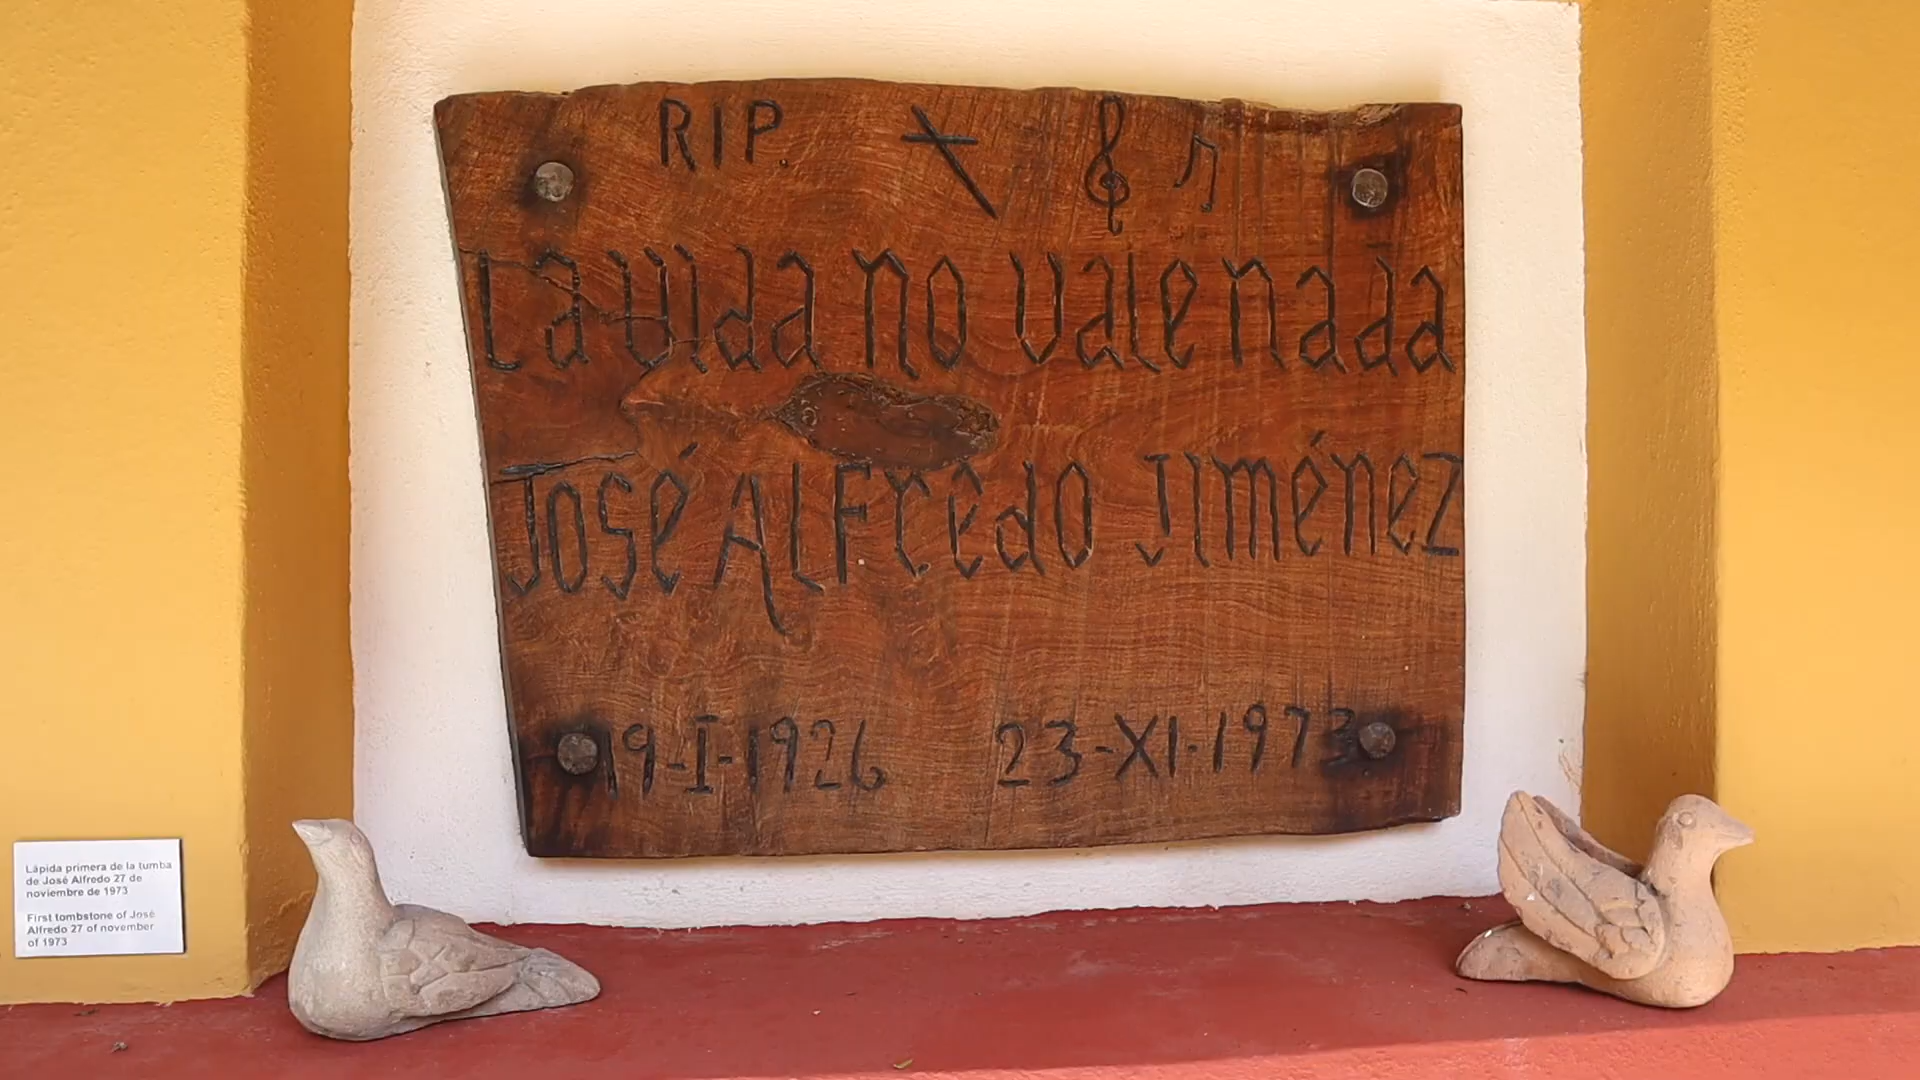 RIP.
La vida no vale nada
José Alfredo Jiménez
19-I-1926 23-XI-1973
Lápida primera de la tumba
de José Alfredo 27 de
noviembre de 1973
First tombstone of José
Alfredo 27 of november
of 1973